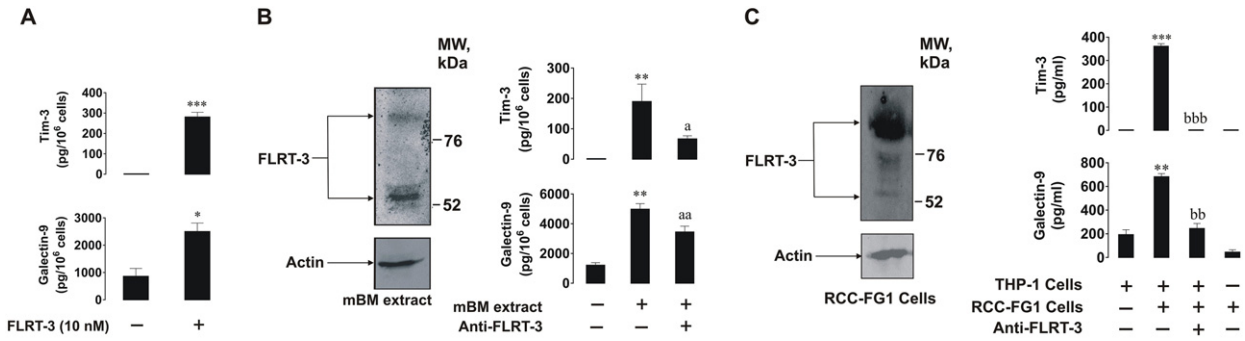 A
Tim-3
(pg/10⁶ cells)
400
300
200
100
0
***
Galectin-9
(pg/10⁶ cells)
3000
2000
1000
0
*
FLRT-3 (10 nM) – +
B
MW,
kDa
FLRT-3
76
52
Actin
mBM extract
Tim-3
(pg/10⁶ cells)
300
200
100
0
** a
Galectin-9
(pg/10⁶ cells)
6000
4000
2000
0
** aa
mBM extract – + +
Anti-FLRT-3 – – +
C
MW,
kDa
FLRT-3
76
52
Actin
RCC-FG1 Cells
Tim-3
(pg/ml)
400
300
200
100
0
*** bbb
Galectin-9
(pg/ml)
800
600
400
200
0
** bb
THP-1 Cells + + + –
RCC-FG1 Cells – + + +
Anti-FLRT-3 – – + –